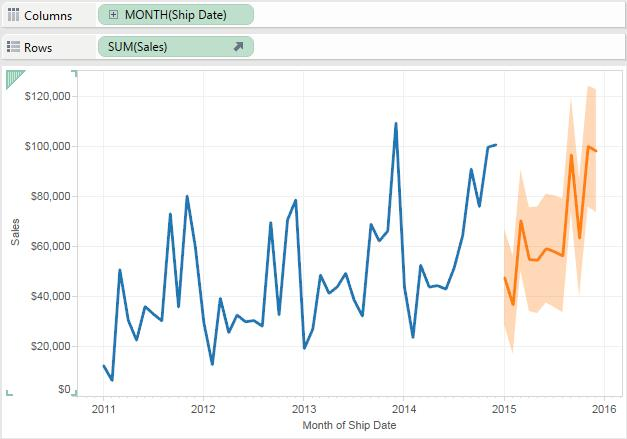 Columns MONTH(Ship Date)
Rows SUM(Sales)
$120,000
$100,000
$80,000
$60,000
$40,000
$20,000
$0
Sales
2011 2012 2013 2014 2015 2016
Month of Ship Date